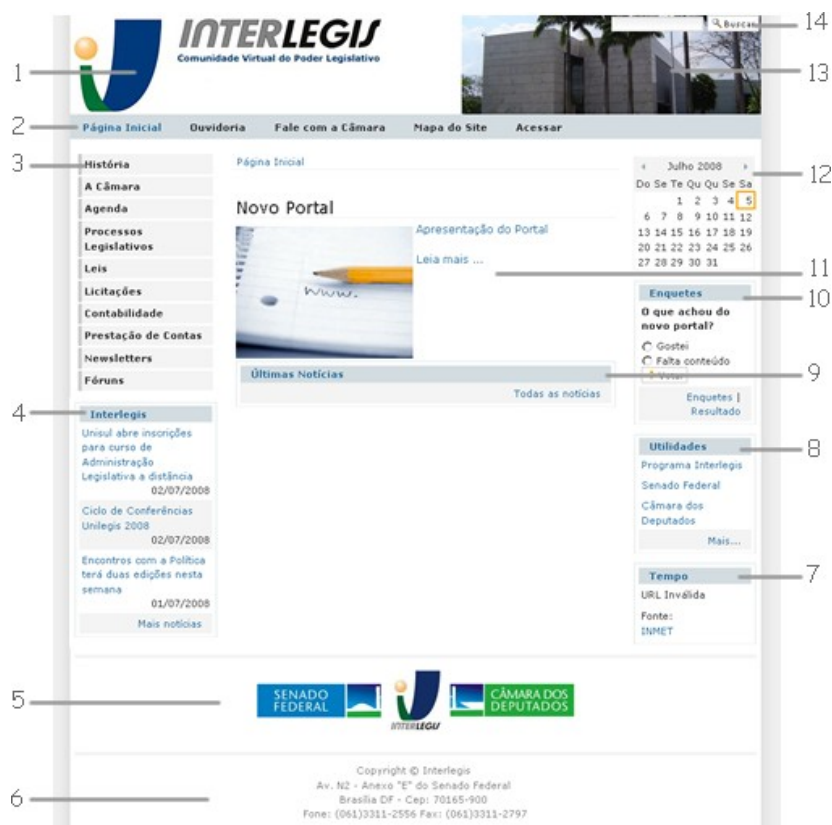 INTERLEGIS
Comunidade Virtual do Poder Legislativo
Buscar
14
1
13
2
Página Inicial Ouvidoria Fale com a Câmara Mapa do Site Acessar
3
História
A Câmara
Agenda
Processos
Legislativos
Leis
Licitações
Contabilidade
Prestação de Contas
Newsletters
Fóruns
4
Interlegis
Unisul abre inscrições
para curso de
Administração
Legislativa a distância
02/07/2008
Ciclo de Conferências
Unilegis 2008
02/07/2008
Encontros com a Política
terá duas edições nesta
semana
01/07/2008
Mais notícias
Página Inicial
Novo Portal
www.
Apresentação do Portal
Leia mais ...
11
Últimas Notícias
9
Todas as notícias
Julho 2008
12
Do Se Te Qu Qu Se Sa
1 2 3 4 5
6 7 8 9 10 11 12
13 14 15 16 17 18 19
20 21 22 23 24 25 26
27 28 29 30 31
Enquetes
10
O que achou do
novo portal?
Gostei
Falta conteúdo
Votar
Enquetes |
Resultado
Utilidades
8
Programa Interlegis
Senado Federal
Câmara dos
Deputados
Mais...
Tempo
7
URL Inválida
Fonte:
INMET
5
SENADO
FEDERAL
INTERLEGIS
CÂMARA DOS
DEPUTADOS
6
Copyright © Interlegis
Av. N2 - Anexo "E" do Senado Federal
Brasília DF - Cep: 70165-900
Fone: (061)3311-2556 Fax: (061)3311-2797